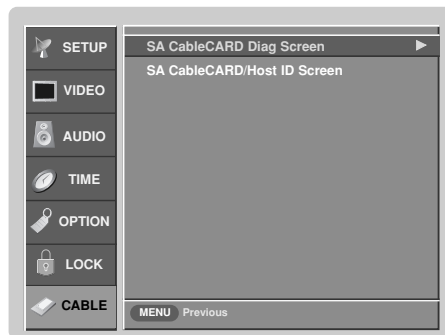 SETUP
VIDEO
AUDIO
TIME
OPTION
LOCK
CABLE
SA CableCARD Diag Screen
SA CableCARD/Host ID Screen
MENU Previous